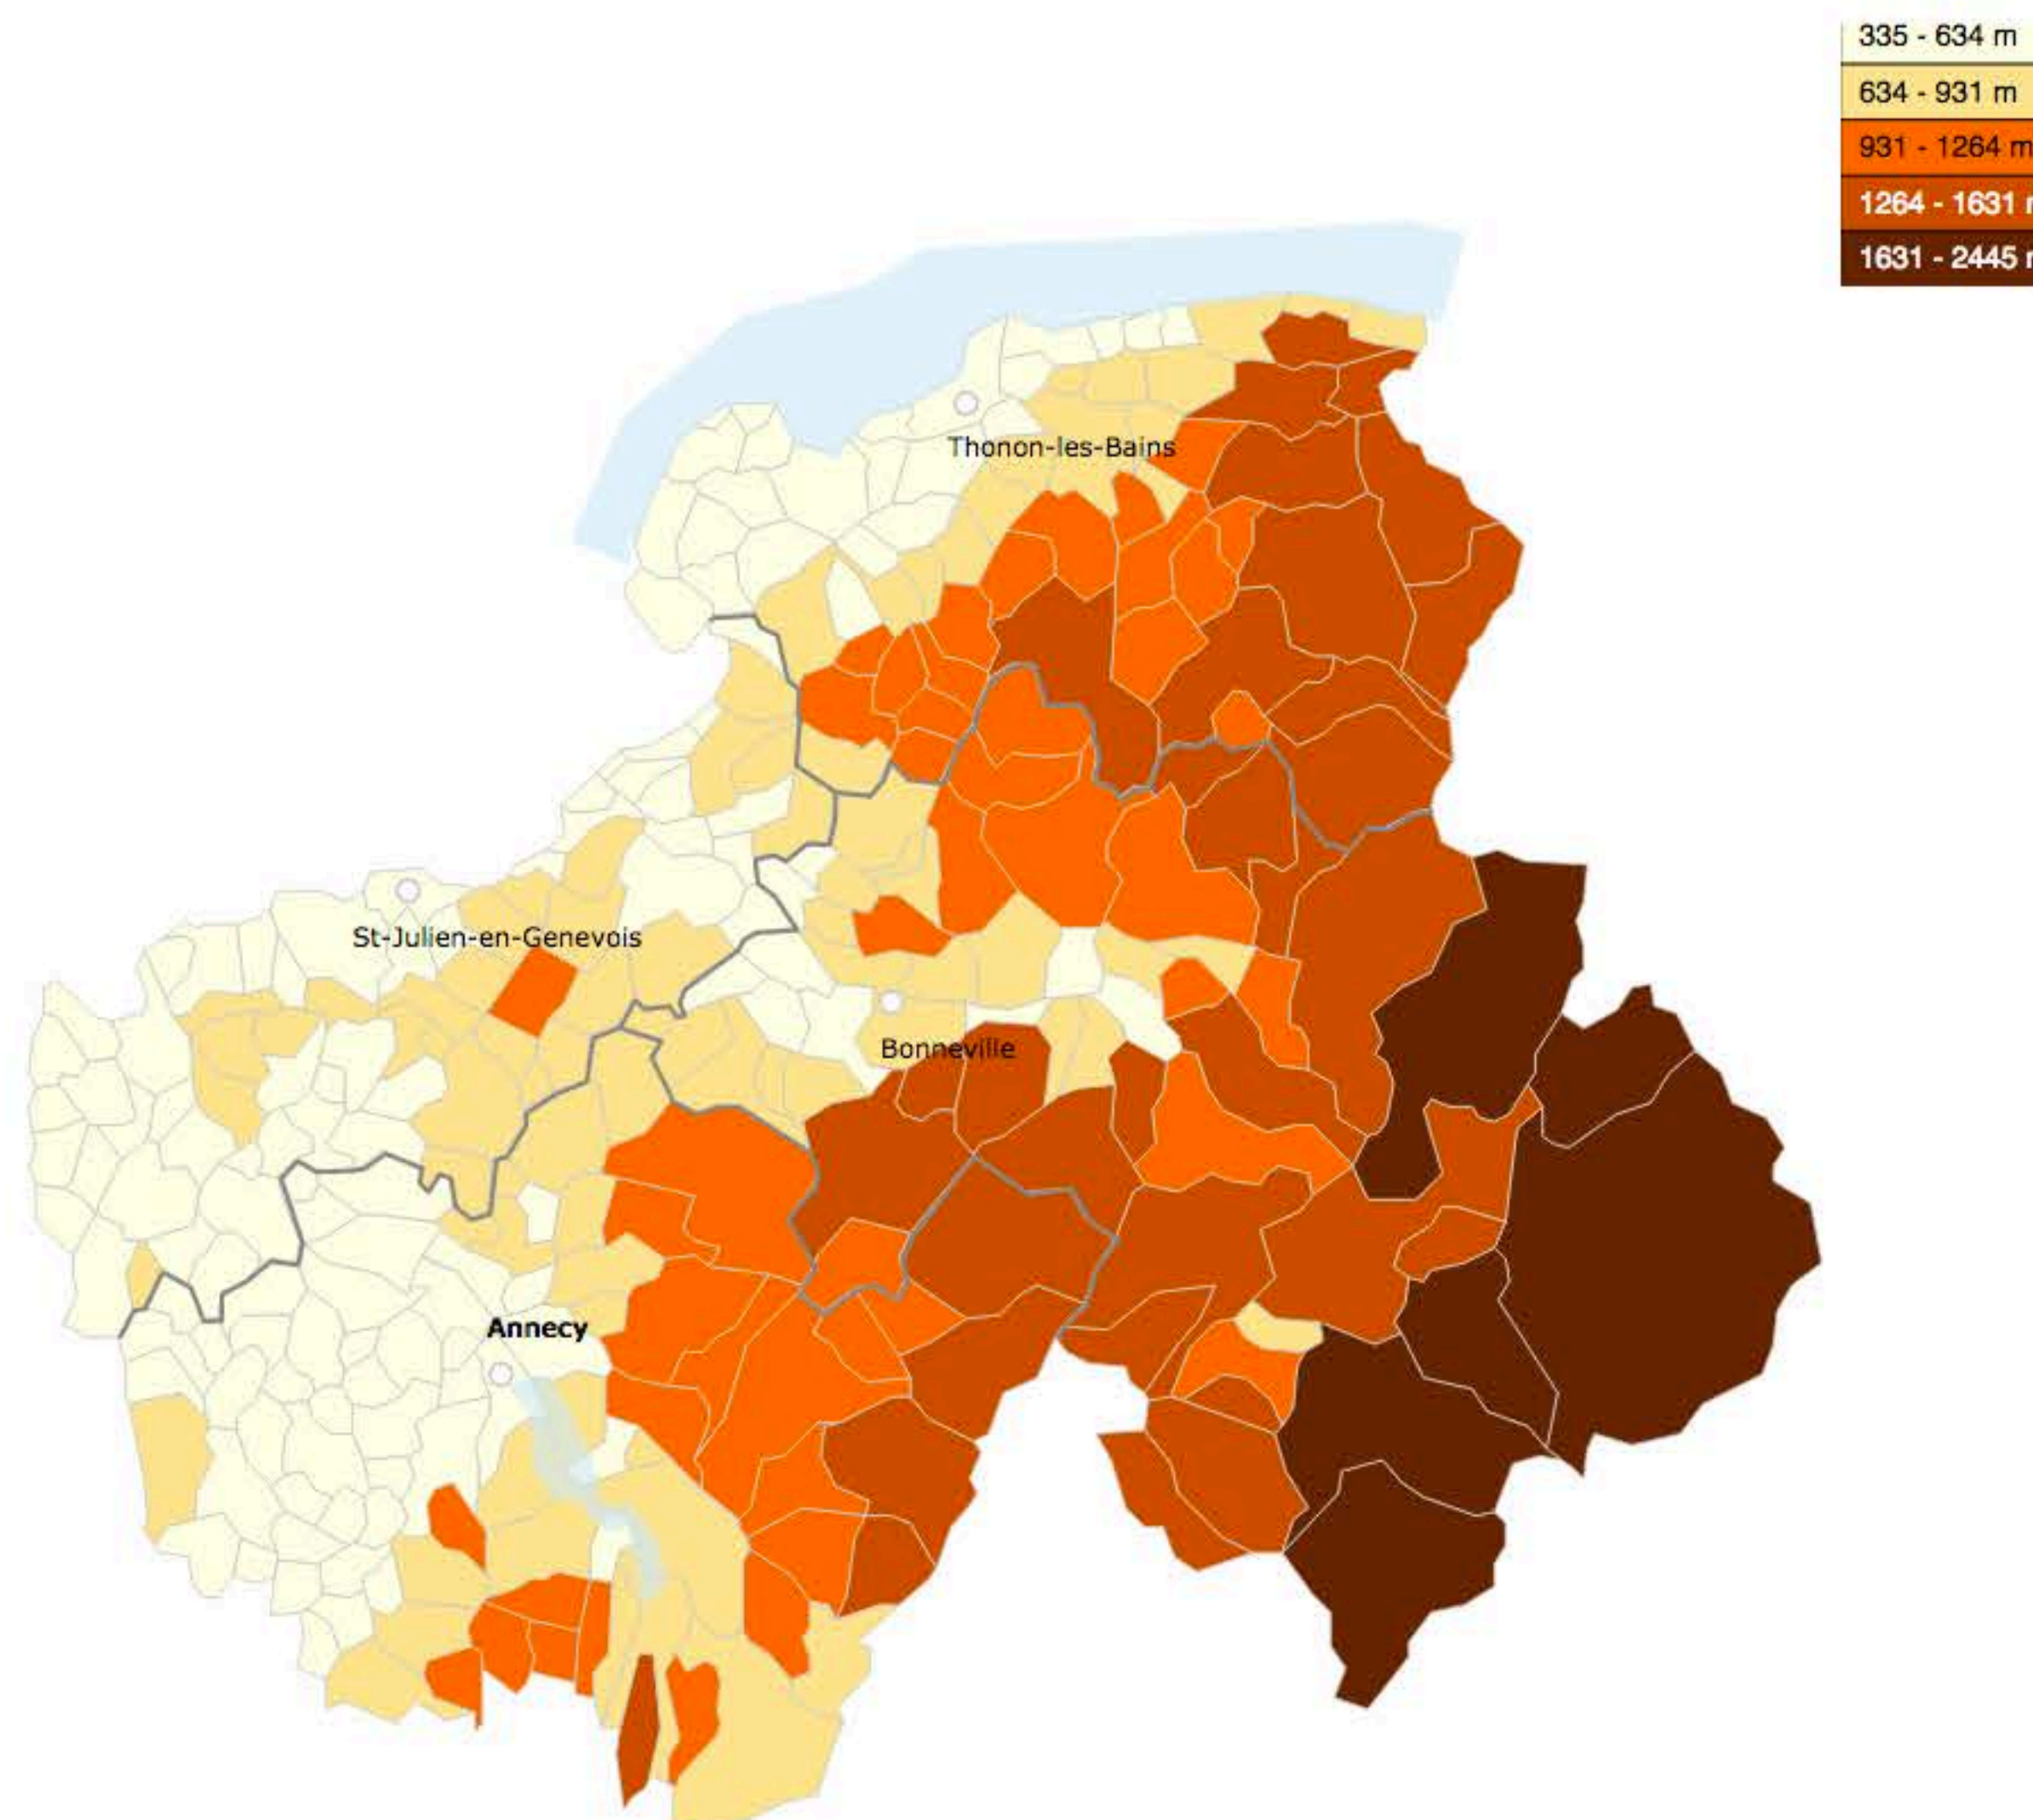 335 - 634 m
634 - 931 m
931 - 1264 m
1264 - 1631
1631 - 2445
Thonon-les-Bains
St-Julien-en-Genevois
Bonneville
Annecy